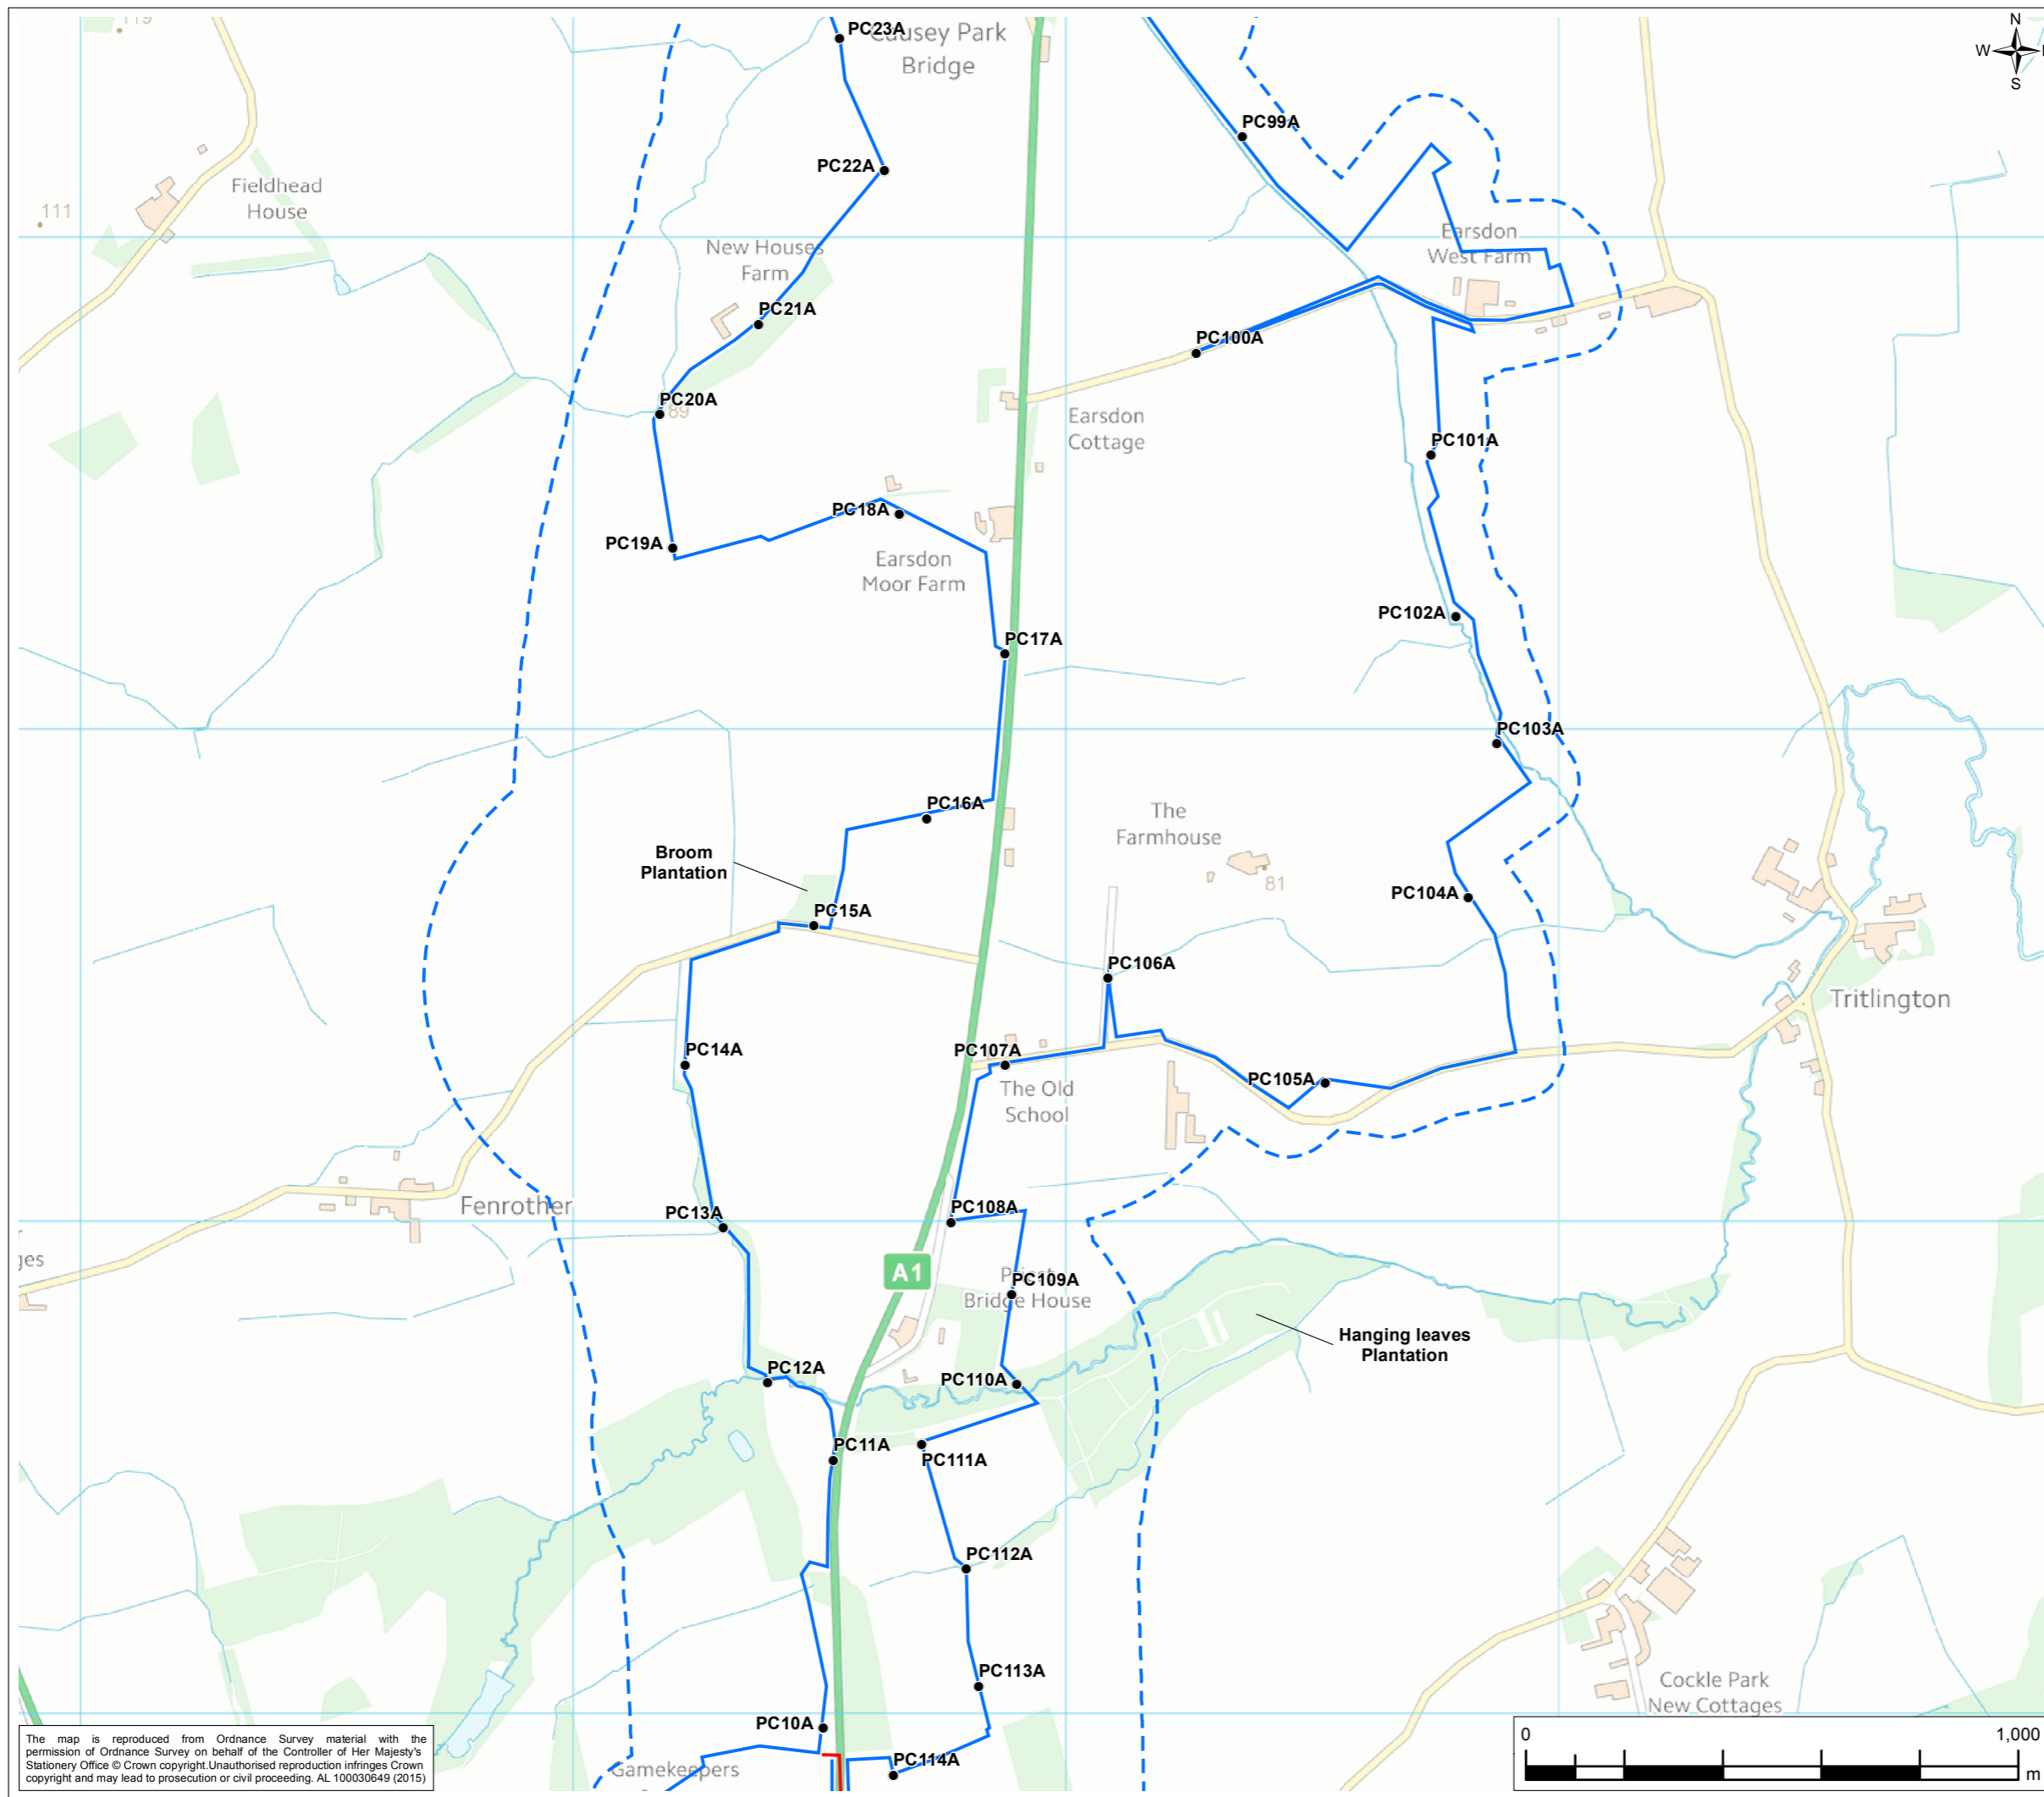 119
PC23A
Causey Park
Bridge
N
W
S
PC99A
PC22A
Fieldhead
House
111
New Houses
Farm
Earsdon
West Farm
PC21A
PC100A
PC20A
89
Earsdon
Cottage
PC101A
PC18A
PC19A
Earsdon
Moor Farm
PC102A
PC17A
PC103A
PC16A
The
Farmhouse
Broom
Plantation
81
PC104A
PC15A
PC106A
Tritlington
PC14A
PC107A
PC105A
The Old
School
Fenrother
PC13A
PC108A
ges
A1
PC109A
Bridge House
Hanging leaves
Plantation
PC12A
PC110A
PC11A
PC111A
PC112A
PC113A
Cockle Park
New Cottages
PC10A
PC114A
Gamekeepers
The map is reproduced from Ordnance Survey material with the
permission of Ordnance Survey on behalf of the Controller of Her Majesty's
Stationery Office © Crown copyright.Unauthorised reproduction infringes Crown
copyright and may lead to prosecution or civil proceeding. AL 100030649 (2015)
0 1,000
m